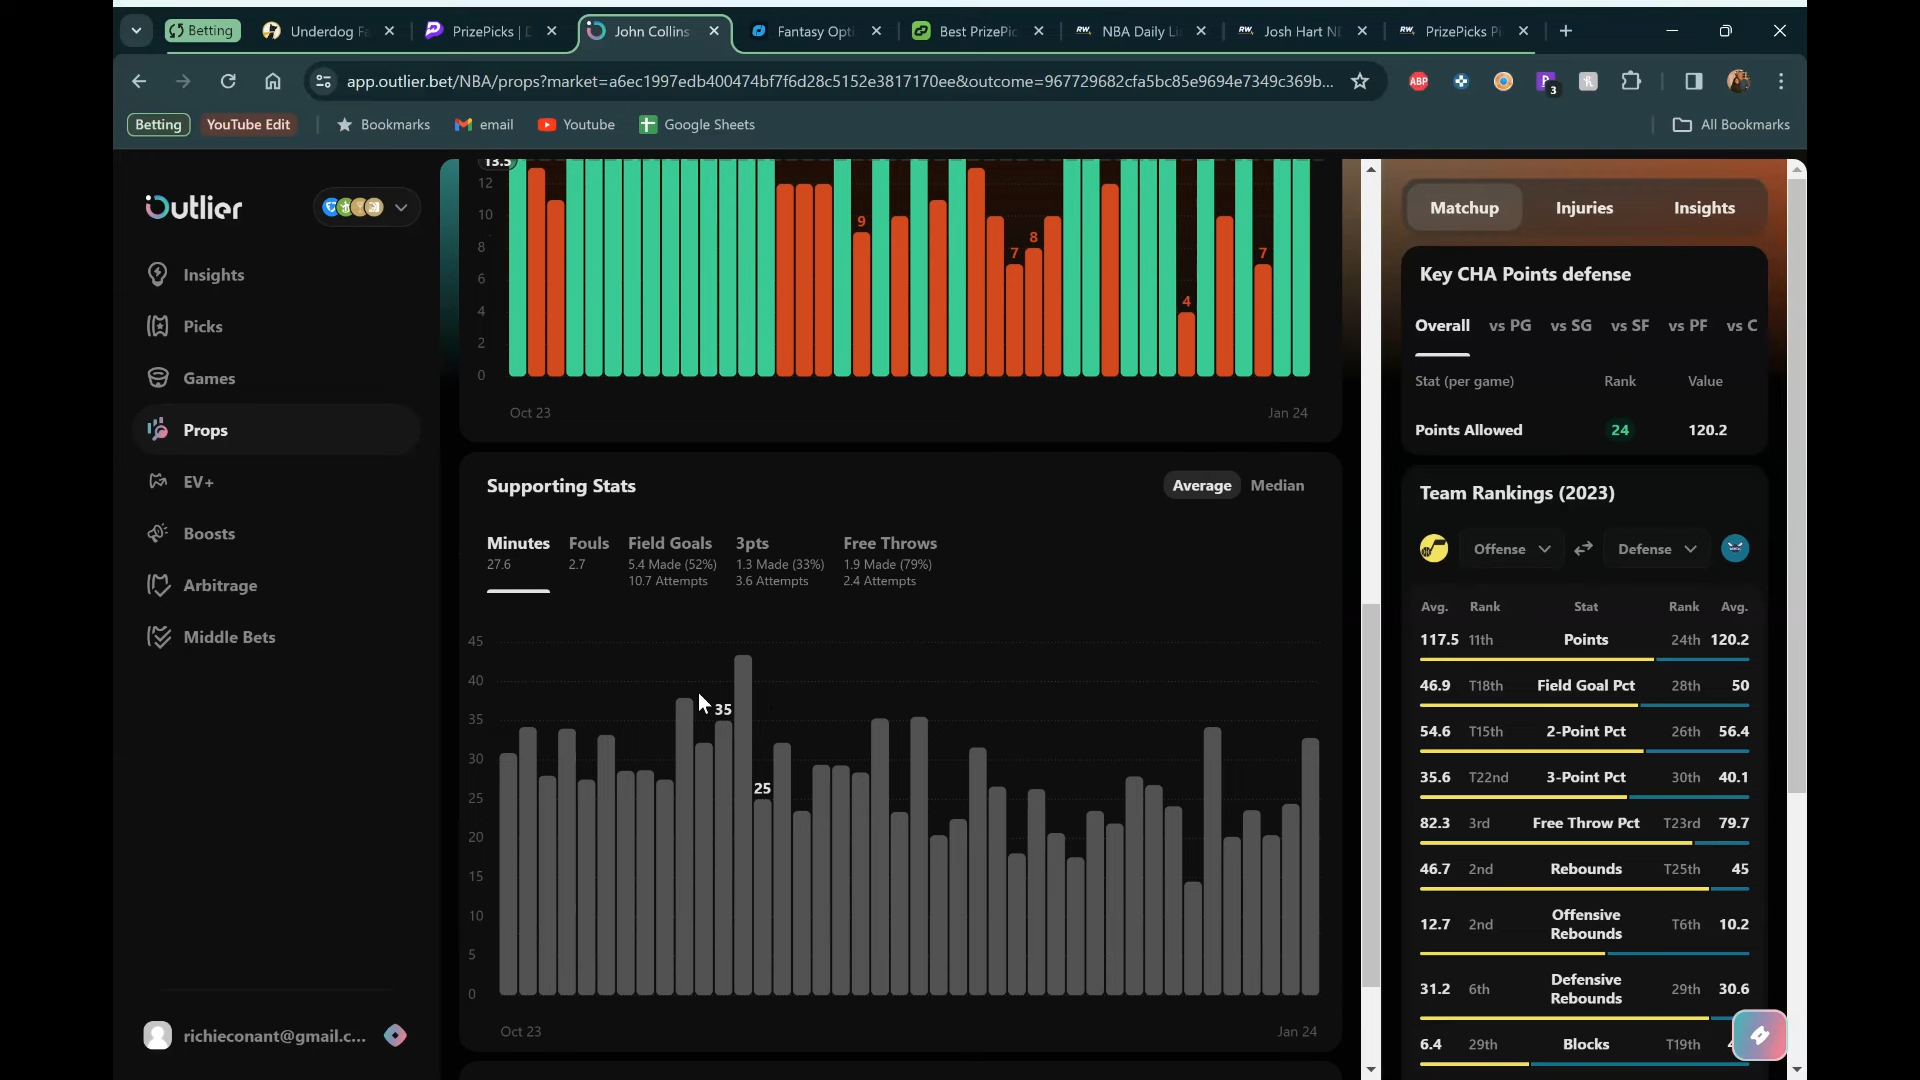 Betting
Underdog Fa
PrizePicks | D
John Collins
Fantasy Opti
Best PrizePic
NBA Daily Li
Josh Hart N
PrizePicks Pi
app.outlier.bet/NBA/props?market=a6ec1997edb400474bf7f6d28c5152e3817170ee&outcome=967729682cfa5bc85e9694e7349c369b...
ABP
3
Betting
YouTube Edit
Bookmarks
email
Youtube
Google Sheets
All Bookmarks
Outlier
Insights
Picks
Games
Props
EV+
Boosts
Arbitrage
Middle Bets
richieconant@gmail.c...
13.5
12
10
8
6
4
2
0
9
7
8
4
7
Oct 23
Jan 24
Supporting Stats
Average
Median
Minutes
27.6
Fouls
2.7
Field Goals
5.4 Made (52%)
10.7 Attempts
3pts
1.3 Made (33%)
3.6 Attempts
Free Throws
1.9 Made (79%)
2.4 Attempts
45
40
35
30
25
20
15
10
5
0
35
25
Oct 23
Jan 24
Matchup
Injuries
Insights
Key CHA Points defense
Overall
vs PG
vs SG
vs SF
vs PF
vs C
Stat (per game)
Rank
Value
Points Allowed
24
120.2
Team Rankings (2023)
Offense
Defense
Avg.
Rank
Stat
Rank
Avg.
117.5 11th Points 24th 120.2
46.9 T18th Field Goal Pct 28th 50
54.6 T15th 2-Point Pct 26th 56.4
35.6 T22nd 3-Point Pct 30th 40.1
82.3 3rd Free Throw Pct T23rd 79.7
46.7 2nd Rebounds T25th 45
12.7 2nd Offensive Rebounds T6th 10.2
31.2 6th Defensive Rebounds 29th 30.6
6.4 29th Blocks T19th